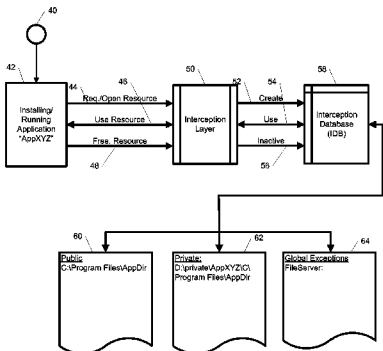 40
42
44
46
50
52
54
58
Installing/
Running
Application
"AppXYZ"
Req./Open Resource
Use Resource
Free. Resource
48
Interception
Layer
Create
Use
Inactive
56
Interception
Database
(IDB)
60
Public
C:\Program Files\AppDir
62
Private:
D:\private\AppXYZ\C\
Program Files\AppDir
64
Global Exceptions
FileServer: